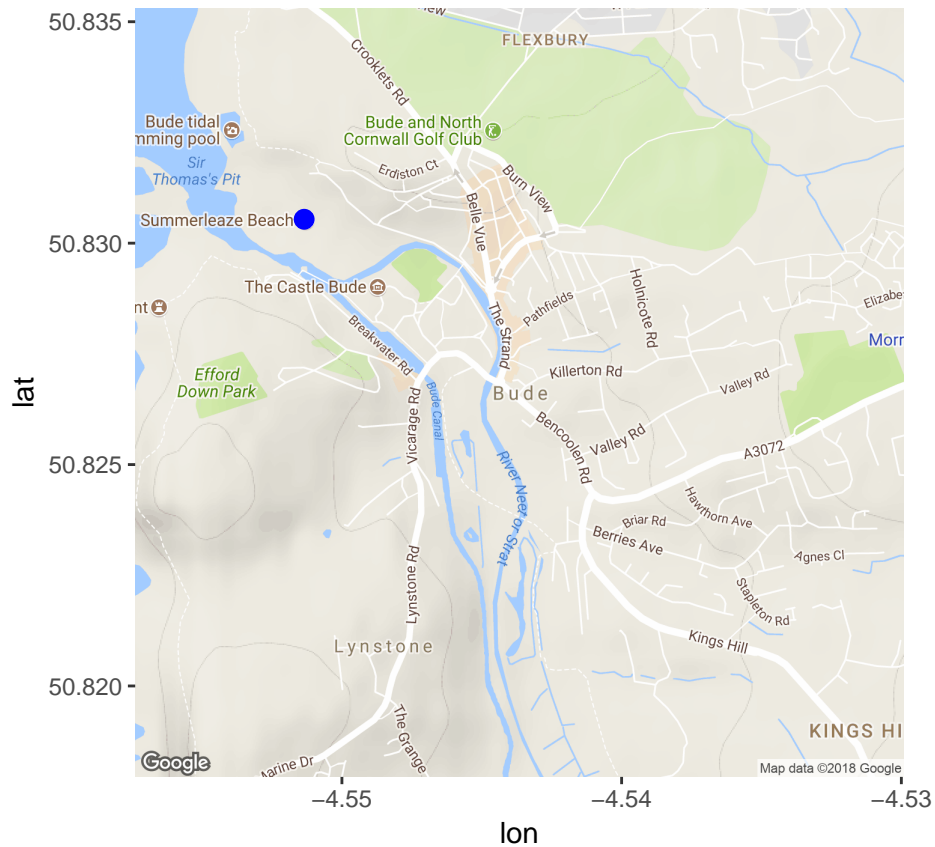 View
50.835
FLEXBURY
Crooklets Rd
Bude tidal
mming pool
Bude and North
Cornwall Golf Club
Sir
Thomas's Pit
Erdiston Ct
Burn View
Summerleaze Beach
Belle Vue
50.830
The Castle Bude
nt
Pathfields
Holnicote Rd
Elizabe
The Strand
Breakwater Rd
Morr
Efford
Down Park
Killerton Rd
Valley Rd
lat
Bude
Bude Canal
Vicarage Rd
Bencoolen Rd
Valley Rd
A3072
50.825
River Neet or Strat
Hawthorn Ave
Briar Rd
Berries Ave
Agnes Cl
Lynstone Rd
Stapleton Rd
Lynstone
Kings Hill
50.820
The Grange
KINGS HI
Marine Dr
Google
Map data ©2018 Google
−4.55
−4.54
−4.53
lon